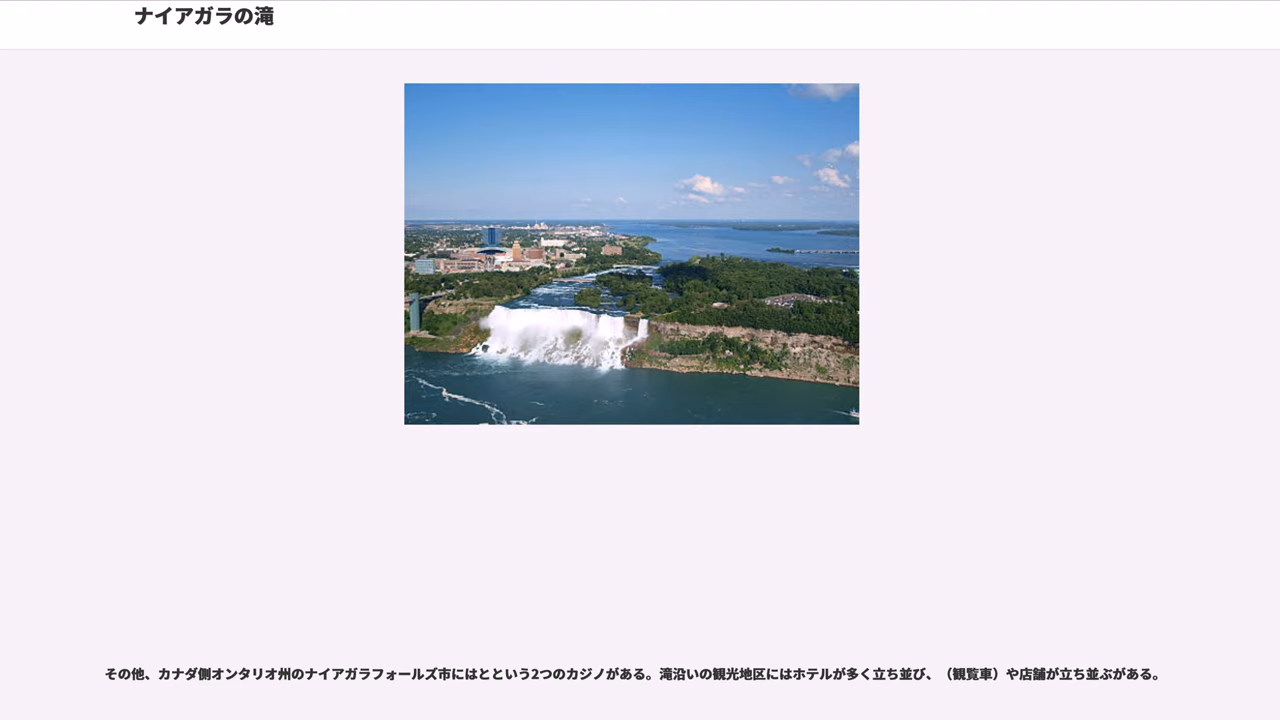 ナイアガラの滝
その他、カナダ側オンタリオ州のナイアガラフォールズ市にはとという2つのカジノがある。滝沿いの観光地区にはホテルが多く立ち並び、（観覧車）や店舗が立ち並ぶがある。